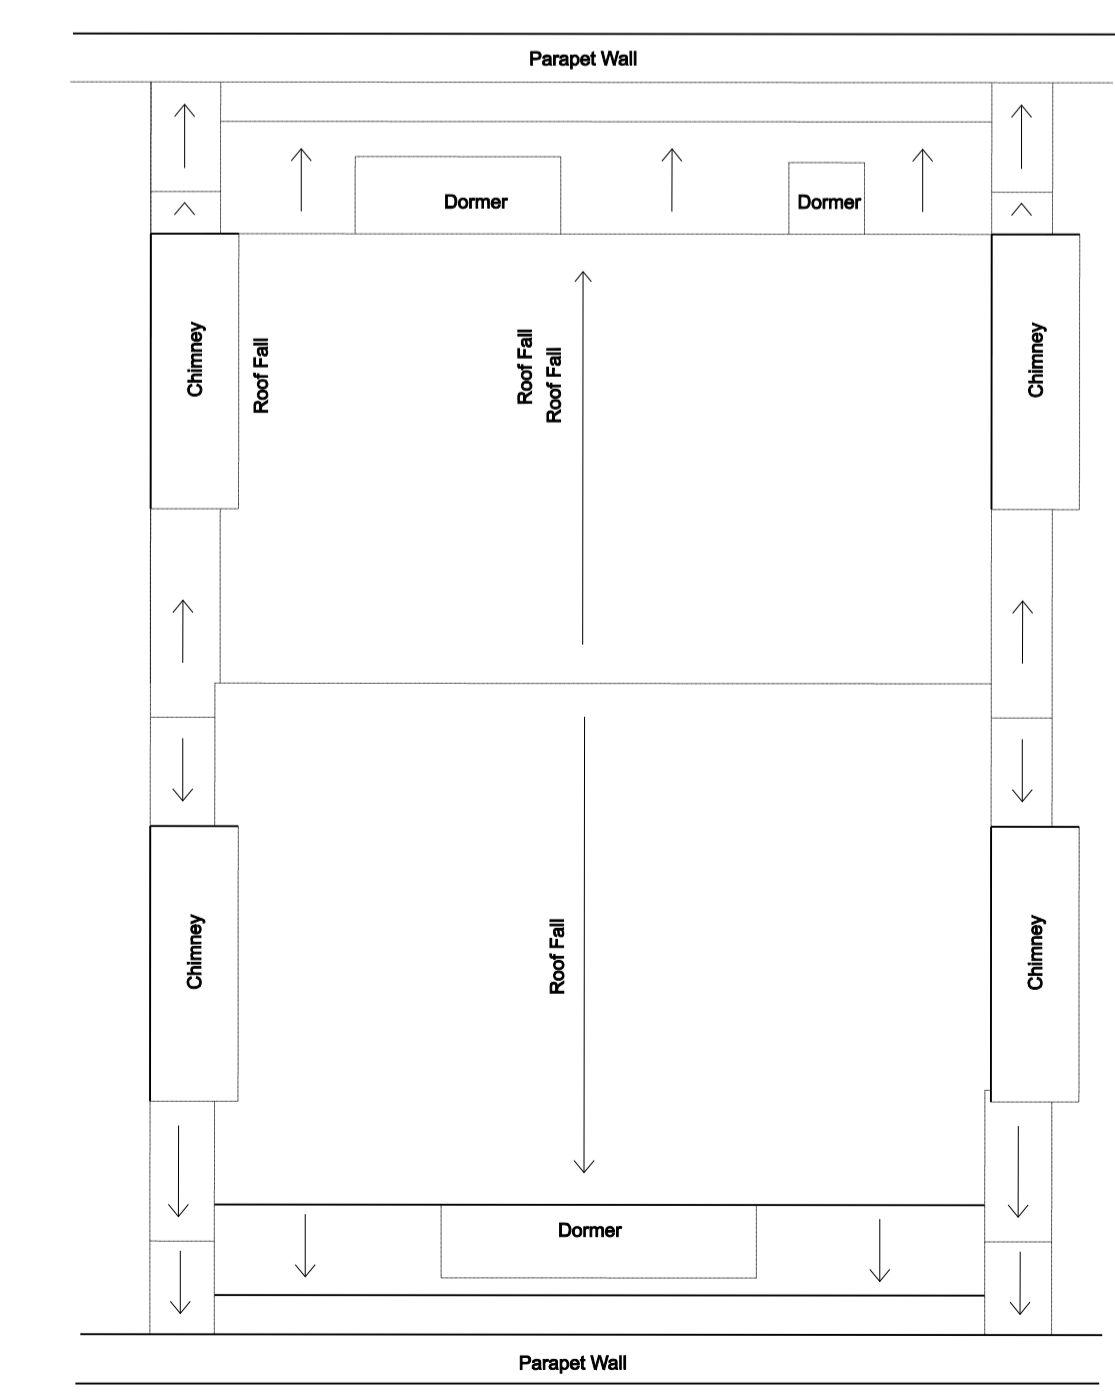 Parapet Wall
Dormer
Dormer
Chimney
Roof Fall
Roof Fall
Roof Fall
Chimney
Chimney
Roof Fall
Chimney
Dormer
Parapet Wall